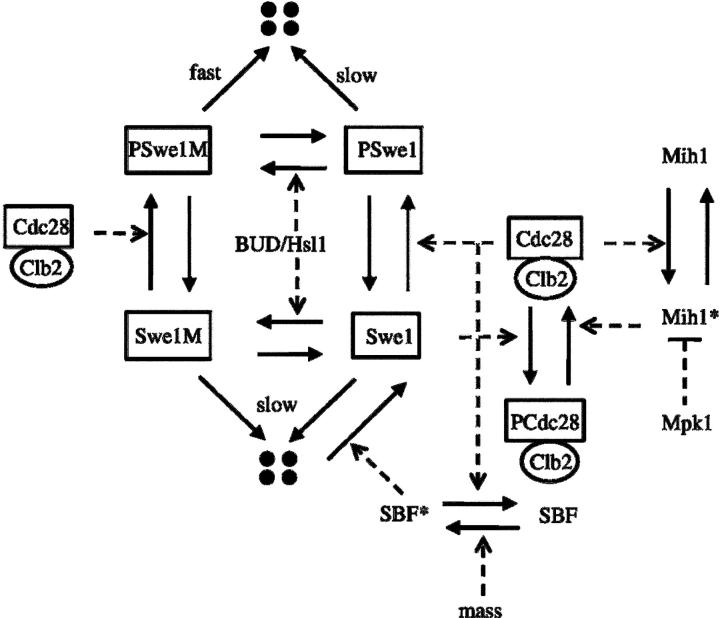 fast
slow
PSwe1M
PSwe1
Mih1
Cdc28
Clb2
BUD/Hsl1
Cdc28
Clb2
Swe1M
Swe1
Mih1*
slow
PCdc28
Clb2
Mpk1
SBF*
SBF
mass